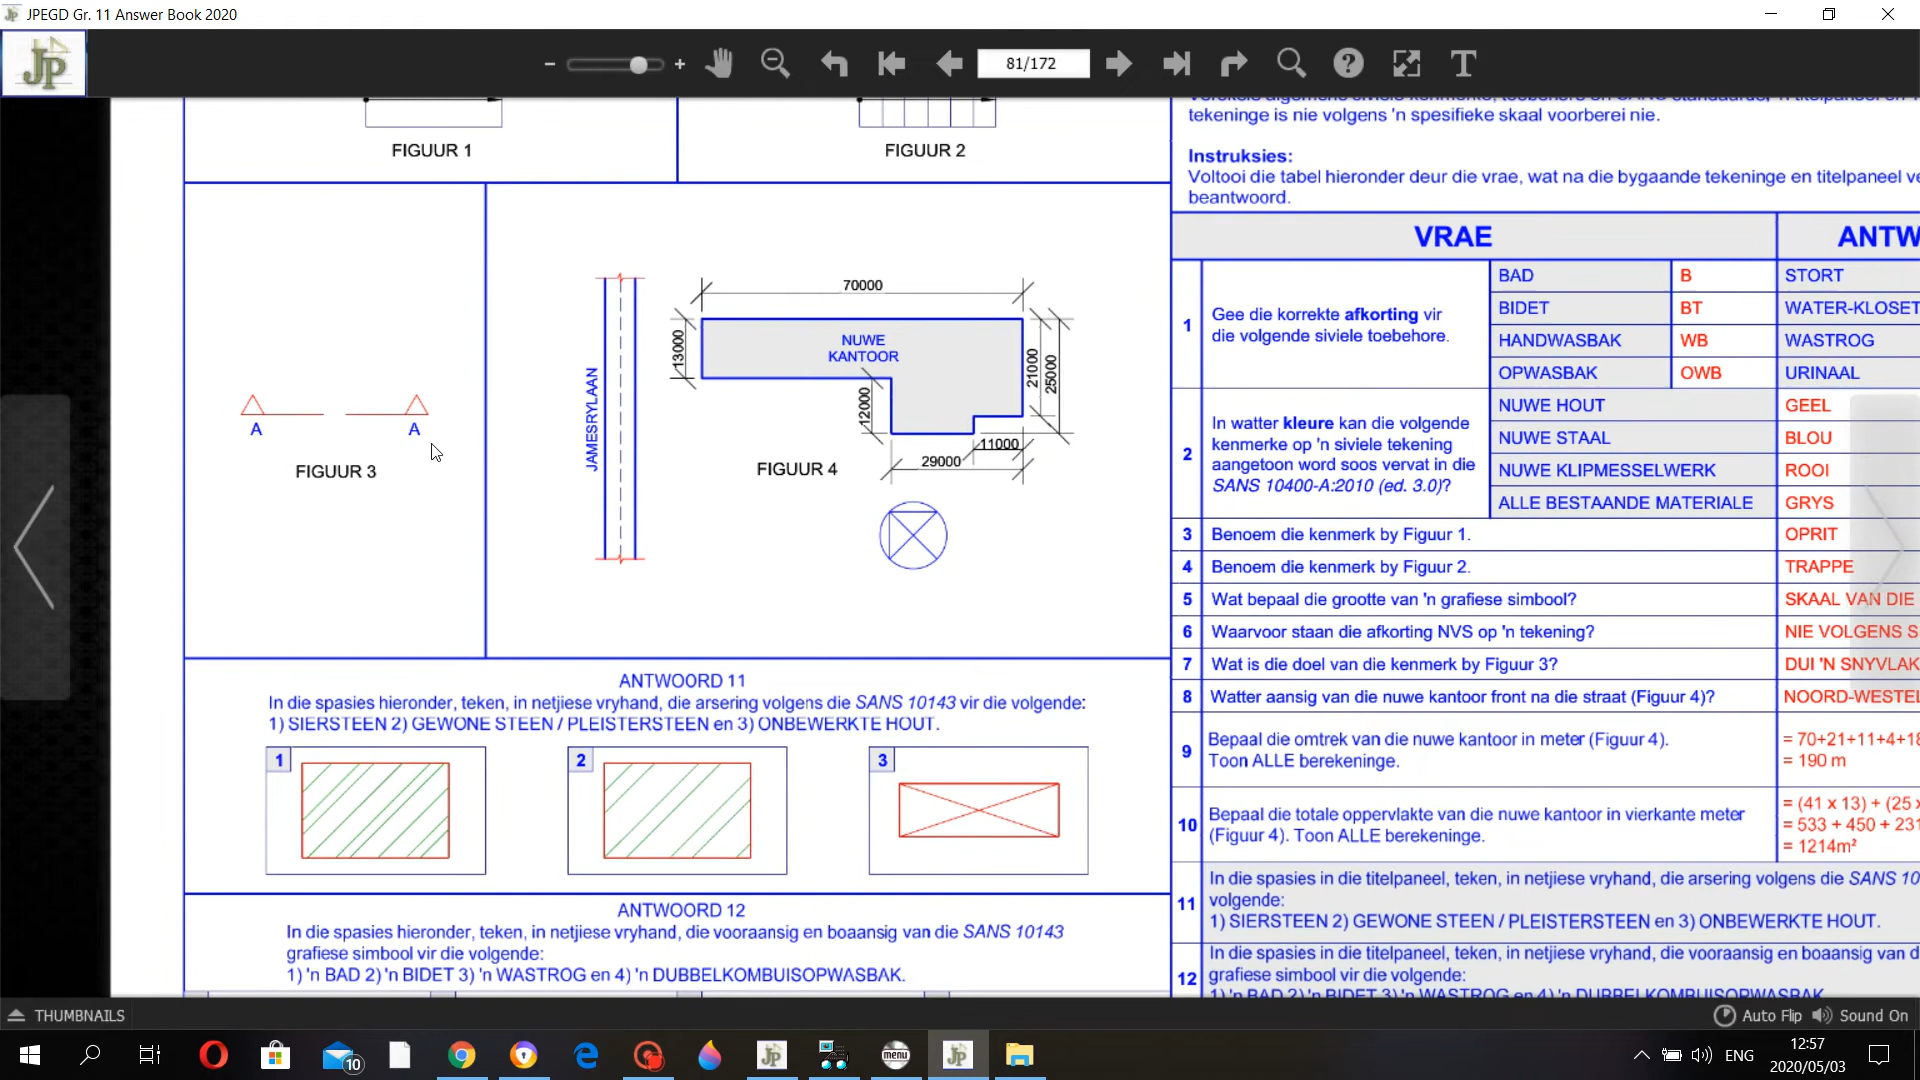 JPEGD Gr. 11 Answer Book 2020
JP
81/172
FIGUUR 1
FIGUUR 2
tekeninge is nie volgens 'n spesifieke skaal voorberei nie.
Instruksies:
Voltooi die tabel hieronder deur die vrae, wat na die bygaande tekeninge en titelpaneel
beantwoord.
A
A
FIGUUR 3
JAMESRYLAAN
70000
13000
NUWE
KANTOOR
12000
21000
25000
11000
29000
FIGUUR 4
VRAE
ANTW
1
Gee die korrekte afkorting vir
die volgende siviele toebehore.
BAD
B
STORT
BIDET
BT
WATER-KLOSET
HANDWASBAK
WB
WASTROG
OPWASBAK
OWB
URINAAL
2
In watter kleure kan die volgende
kenmerke op 'n siviele tekening
aangetoon word soos vervat in die
SANS 10400-A:2010 (ed. 3.0)?
NUWE HOUT
GEEL
NUWE STAAL
BLOU
NUWE KLIPMESSELWERK
ROOI
ALLE BESTAANDE MATERIALE
GRYS
3 Benoem die kenmerk by Figuur 1.
OPRIT
4 Benoem die kenmerk by Figuur 2.
TRAPPE
5 Wat bepaal die grootte van 'n grafiese simbool?
SKAAL VAN DIE
6 Waarvoor staan die afkorting NVS op 'n tekening?
NIE VOLGENS S
7 Wat is die doel van die kenmerk by Figuur 3?
DUI 'N SNYVLAK
8 Watter aansig van die nuwe kantoor front na die straat (Figuur 4)?
NOORD-WESTEL
9
Bepaal die omtrek van die nuwe kantoor in meter (Figuur 4).
Toon ALLE berekeninge.
= 70+21+11+4+18
= 190 m
10
Bepaal die totale oppervlakte van die nuwe kantoor in vierkante meter
(Figuur 4). Toon ALLE berekeninge.
= (41 x 13) + (25 x
= 533 + 450 + 231
= 1214m²
11
In die spasies in die titelpaneel, teken, in netjiese vryhand, die arsering volgens die SANS 10
volgende:
1) SIERSTEEN 2) GEWONE STEEN / PLEISTERSTEEN en 3) ONBEWERKTE HOUT.
12
In die spasies in die titelpaneel, teken, in netjiese vryhand, die vooraansig en boaansig van d
grafiese simbool vir die volgende:
1) 'n BAD 2) 'n BIDET 3) 'n WASTROG en 4) 'n DUBBELKOMBUISOPWASBAK.
ANTWOORD 11
In die spasies hieronder, teken, in netjiese vryhand, die arsering volgens die SANS 10143 vir die volgende:
1) SIERSTEEN 2) GEWONE STEEN / PLEISTERSTEEN en 3) ONBEWERKTE HOUT.
1
2
3
ANTWOORD 12
In die spasies hieronder, teken, in netjiese vryhand, die vooraansig en boaansig van die SANS 10143
grafiese simbool vir die volgende:
1) 'n BAD 2) 'n BIDET 3) 'n WASTROG en 4) 'n DUBBELKOMBUISOPWASBAK.
THUMBNAILS
Auto Flip
Sound On
10
JP
menu
JP
ENG
12:57
2020/05/03